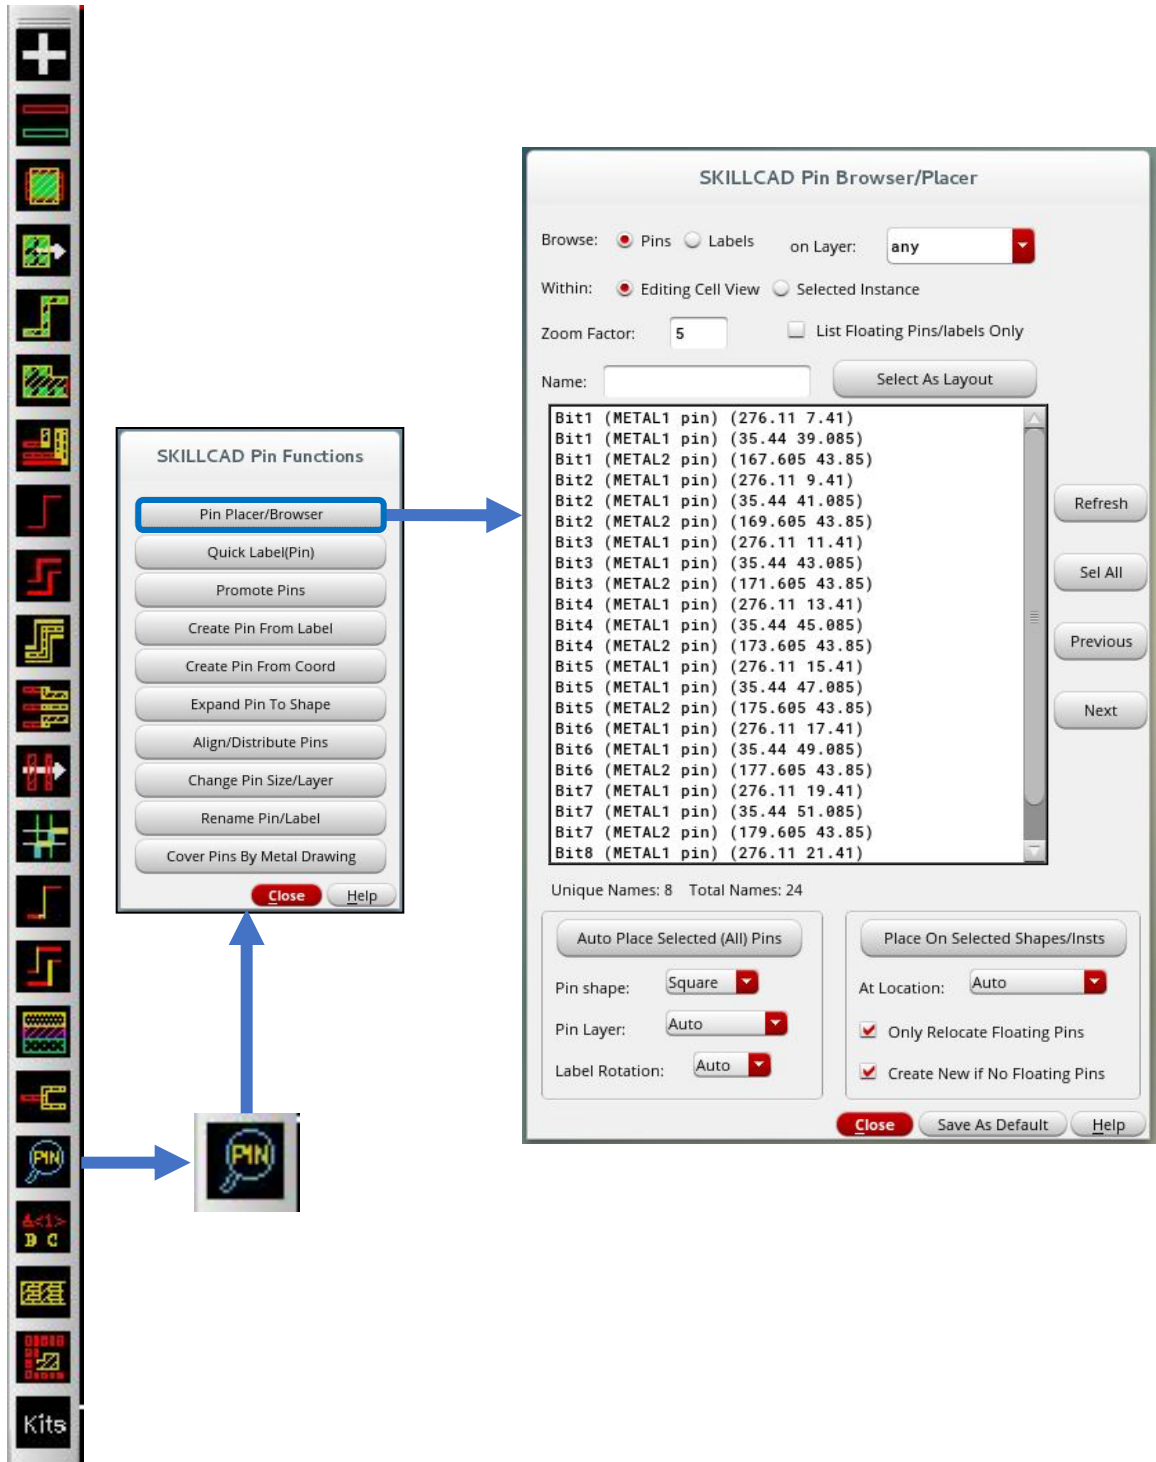 SKILLCAD Pin Functions
Pin Placer/Browser
Quick Label(Pin)
Promote Pins
Create Pin From Label
Create Pin From Coord
Expand Pin To Shape
Align/Distribute Pins
Change Pin Size/Layer
Rename Pin/Label
Cover Pins By Metal Drawing
Close Help
PIN
A<1>
B C
Kits
PIN
SKILLCAD Pin Browser/Placer
Browse: Pins Labels on Layer: any
Within: Editing Cell View Selected Instance
Zoom Factor: 5 List Floating Pins/labels Only
Name: Select As Layout
Bit1 (METAL1 pin) (276.11 7.41)
Bit1 (METAL1 pin) (35.44 39.085)
Bit1 (METAL2 pin) (167.605 43.85)
Bit2 (METAL1 pin) (276.11 9.41)
Bit2 (METAL1 pin) (35.44 41.085)
Bit2 (METAL2 pin) (169.605 43.85)
Bit3 (METAL1 pin) (276.11 11.41)
Bit3 (METAL1 pin) (35.44 43.085)
Bit3 (METAL2 pin) (171.605 43.85)
Bit4 (METAL1 pin) (276.11 13.41)
Bit4 (METAL1 pin) (35.44 45.085)
Bit4 (METAL2 pin) (173.605 43.85)
Bit5 (METAL1 pin) (276.11 15.41)
Bit5 (METAL1 pin) (35.44 47.085)
Bit5 (METAL2 pin) (175.605 43.85)
Bit6 (METAL1 pin) (276.11 17.41)
Bit6 (METAL1 pin) (35.44 49.085)
Bit6 (METAL2 pin) (177.605 43.85)
Bit7 (METAL1 pin) (276.11 19.41)
Bit7 (METAL1 pin) (35.44 51.085)
Bit7 (METAL2 pin) (179.605 43.85)
Bit8 (METAL1 pin) (276.11 21.41)
Refresh
Sel All
Previous
Next
Unique Names: 8 Total Names: 24
Auto Place Selected (All) Pins
Pin shape: Square
Pin Layer: Auto
Label Rotation: Auto
Place On Selected Shapes/Insts
At Location: Auto
Only Relocate Floating Pins
Create New if No Floating Pins
Close Save As Default Help